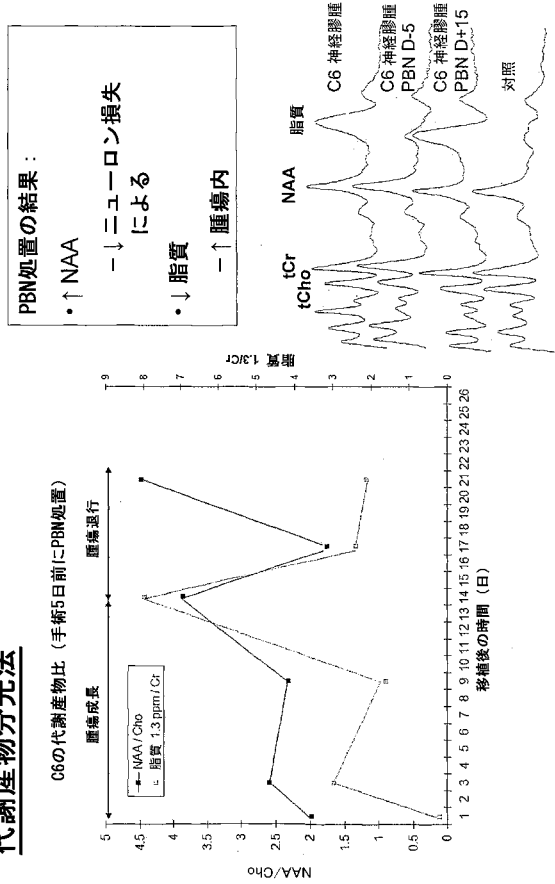 代謝産物分光法
C6の代謝産物比 (手術5日前にPBN処置)
腫瘍成長
腫瘍退行
NAA / Cho
脂質 1.3 ppm / Cr
NAA/Cho
5
4.5
4
3.5
3
2.5
2
1.5
1
0.5
0
脂質 1.3/Cr
9
8
7
6
5
4
3
2
1
0
1 2 3 4 5 6 7 8 9 10 11 12 13 14 15 16 17 18 19 20 21 22 23 24 25 26
移植後の時間 (日)
PBN処置の結果:
• ↑ NAA
– ↓ ニューロン損失
による
• ↓ 脂質
– ↑ 腫瘍内
tCho
tCr
NAA
脂質
C6 神経膠腫
C6 神経膠腫
PBN D-5
C6 神経膠腫
PBN D+15
対照